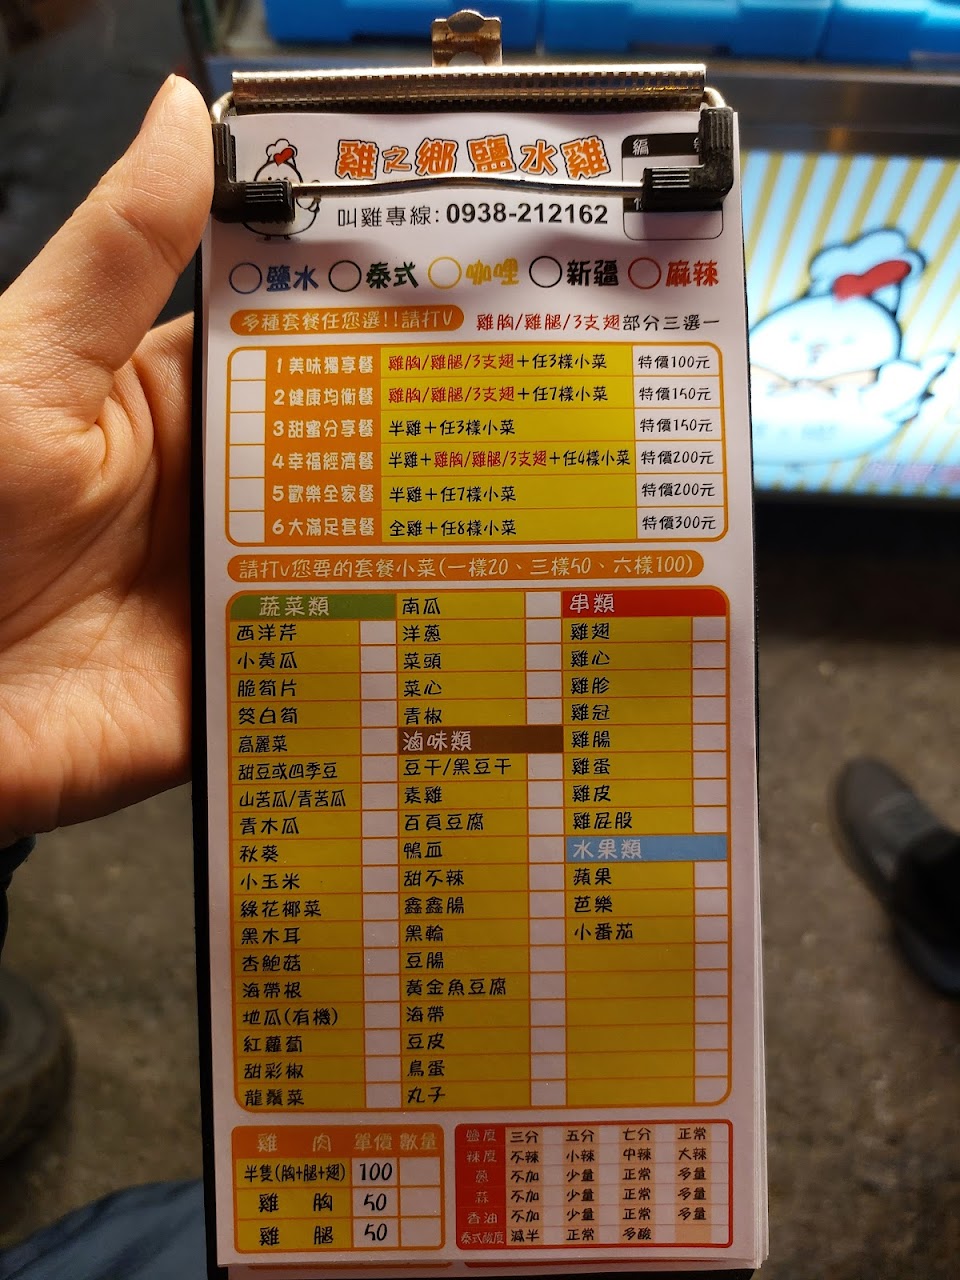 雞之鄉 鹽水雞
編
叫雞專線: 0938-212162
鹽水 泰式 咖哩 新疆 麻辣
多種套餐任您選!!請打V 雞胸/雞腿/3支翅部分三選一
1 美味獨享餐 雞胸/雞腿/3支翅+任3樣小菜 特價100元
2 健康均衡餐 雞胸/雞腿/3支翅+任7樣小菜 特價150元
3 甜蜜分享餐 半雞+任3樣小菜 特價150元
4 幸福經濟餐 半雞+雞胸/雞腿/3支翅+任4樣小菜 特價200元
5 歡樂全家餐 半雞+任7樣小菜 特價200元
6 大滿足套餐 全雞+任8樣小菜 特價300元
請打V您要的套餐小菜(一樣20、三樣50、六樣100)
蔬菜類
西洋芹
小黃瓜
脆筍片
筊白筍
高麗菜
甜豆或四季豆
山苦瓜/青苦瓜
青木瓜
秋葵
小玉米
綠花椰菜
黑木耳
杏鮑菇
海帶根
地瓜(有機)
紅蘿蔔
甜彩椒
龍鬚菜
南瓜
洋蔥
菜頭
菜心
青椒
滷味類
豆干/黑豆干
素雞
百頁豆腐
鴨血
甜不辣
鑫鑫腸
黑輪
豆腸
黃金魚豆腐
海帶
豆皮
鳥蛋
丸子
串類
雞翅
雞心
雞胗
雞冠
雞腸
雞蛋
雞皮
雞屁股
水果類
蘋果
芭樂
小番茄
雞肉 單價 數量
半隻(胸+腿+翅) 100
雞胸 50
雞腿 50
鹽度 三分 五分 七分 正常
辣度 不辣 小辣 中辣 大辣
蔥 不加 少量 正常 多量
蒜 不加 少量 正常 多量
香油 不加 少量 正常 多量
泰式酸度 減半 正常 多酸